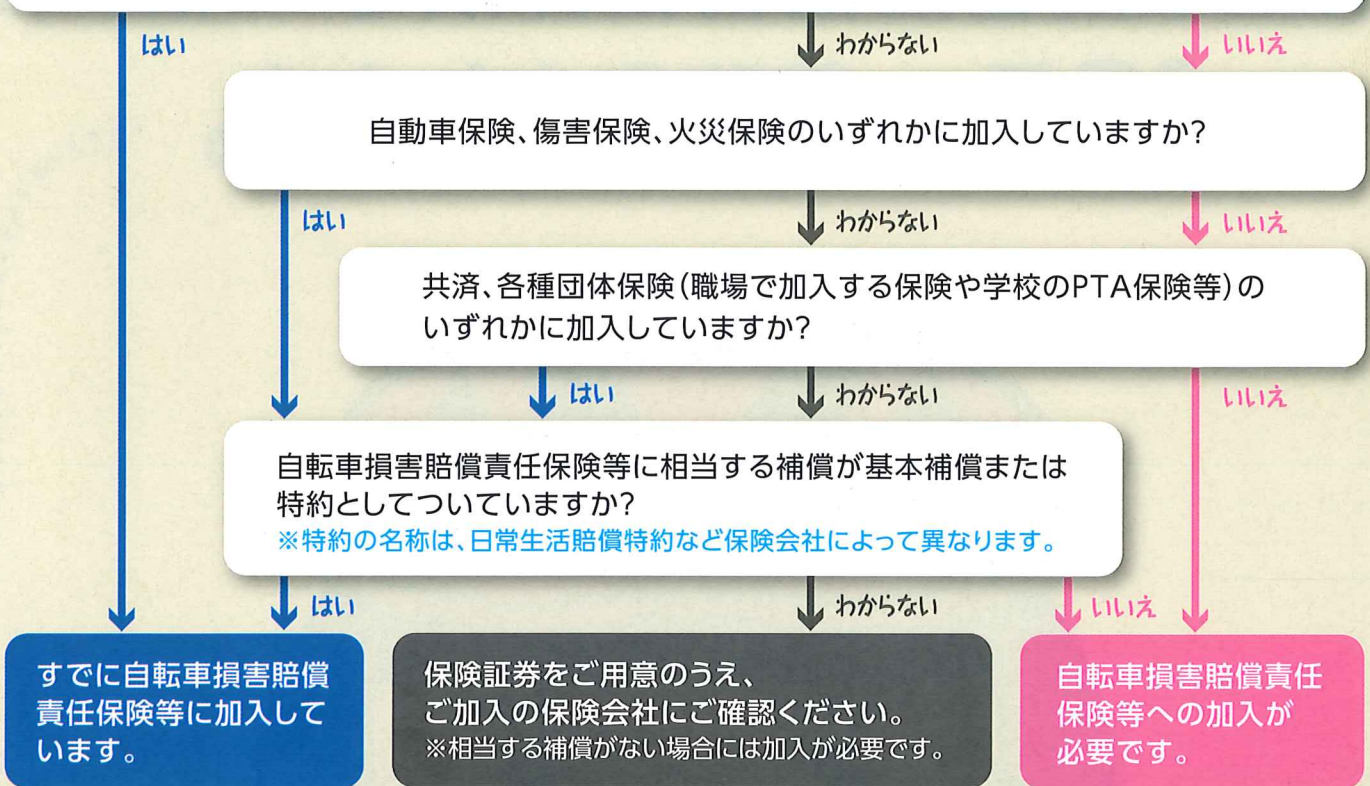 はい
わからない
いいえ
自動車保険、傷害保険、火災保険のいずれかに加入していますか?
はい
わからない
いいえ
共済、各種団体保険(職場で加入する保険や学校のPTA保険等)の
いずれかに加入していますか?
はい
わからない
いいえ
自転車損害賠償責任保険等に相当する補償が基本補償または
特約としてついていますか?
※特約の名称は、日常生活賠償特約など保険会社によって異なります。
はい
わからない
いいえ
すでに自転車損害賠償
責任保険等に加入して
います。
保険証券をご用意のうえ、
ご加入の保険会社にご確認ください。
※相当する補償がない場合には加入が必要です。
自転車損害賠償責任
保険等への加入が
必要です。